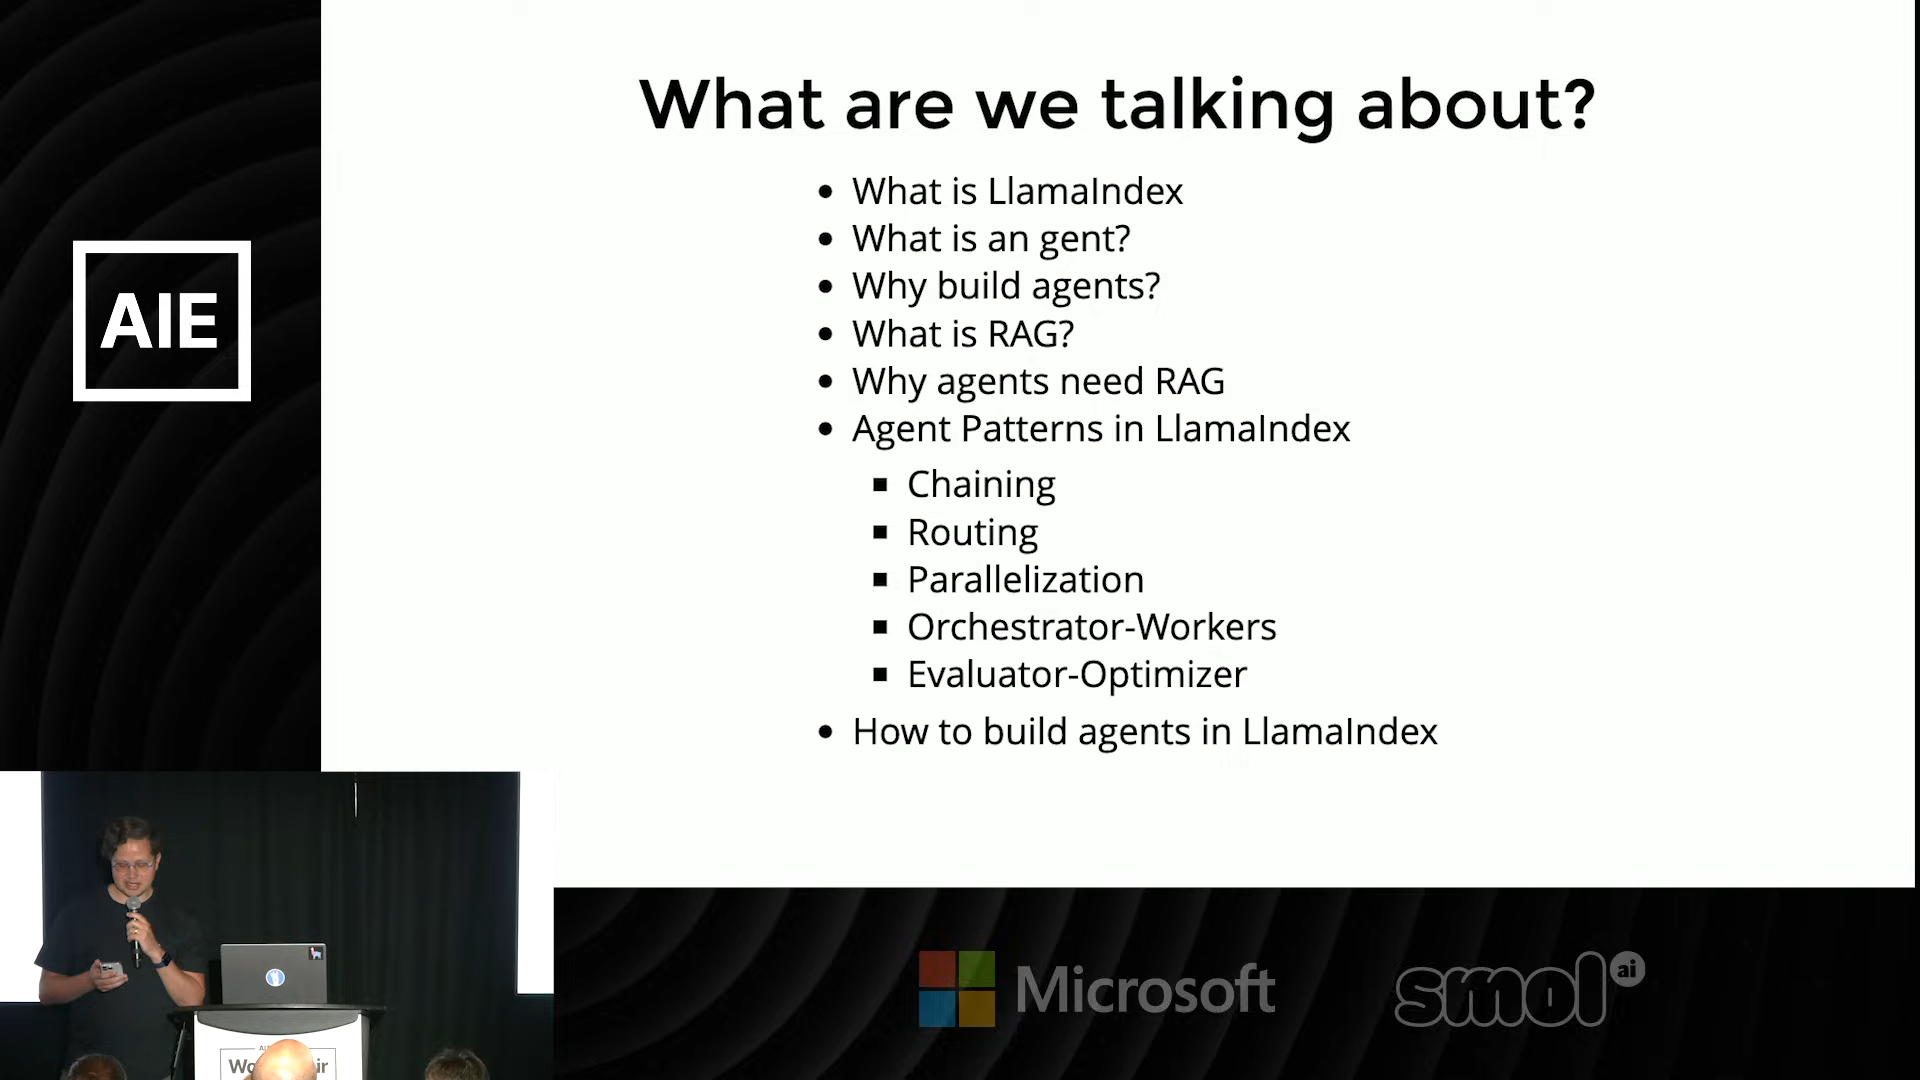 What are we talking about?
What is LlamaIndex
What is an gent?
Why build agents?
What is RAG?
Why agents need RAG
Agent Patterns in LlamaIndex
Chaining
Routing
Parallelization
Orchestrator-Workers
Evaluator-Optimizer
How to build agents in LlamaIndex
AIE
Microsoft
smol ai